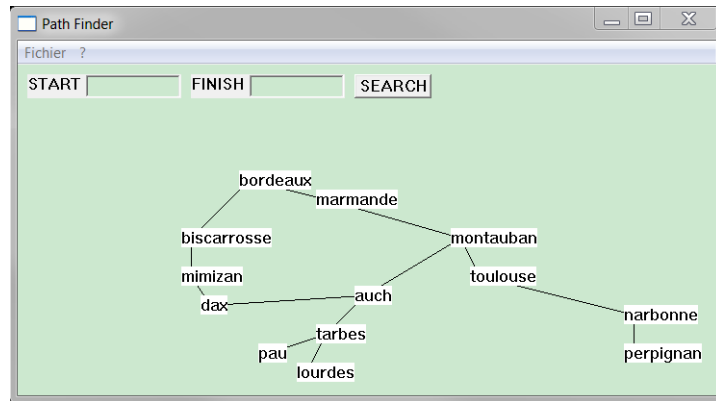 Path Finder
Fichier ?
START FINISH SEARCH
bordeaux
marmande
biscarrosse montauban
mimizan toulouse
auch
dax
narbonne
tarbes
pau perpignan
lourdes